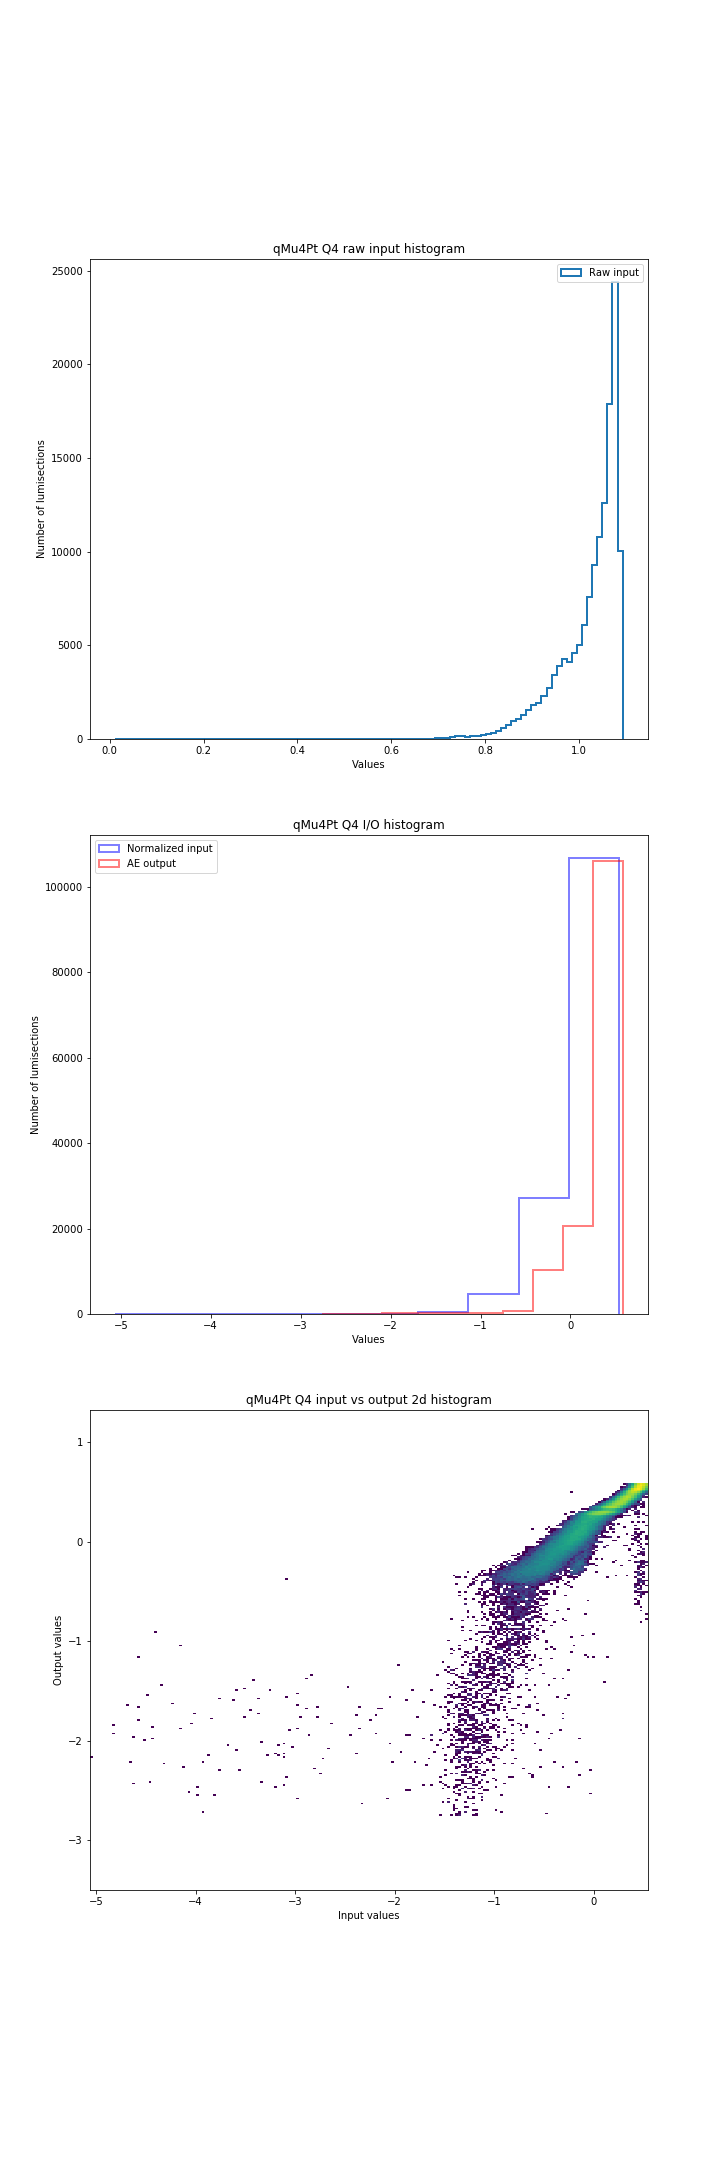 qMu4Pt Q4 raw input histogram
Raw input
25000
20000
15000
10000
5000
0
Number of lumisections
0.0 0.2 0.4 0.6 0.8 1.0
Values
qMu4Pt Q4 I/O histogram
Normalized input
AE output
100000
80000
60000
40000
20000
0
Number of lumisections
−5 −4 −3 −2 −1 0
Values
qMu4Pt Q4 input vs output 2d histogram
1
0
−1
−2
−3
Output values
−5 −4 −3 −2 −1 0
Input values